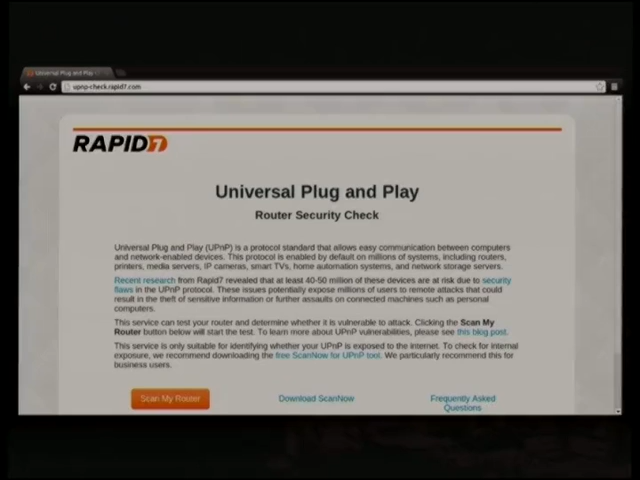 Universal Plug and Play
upnp-check.rapid7.com
RAPID7
Universal Plug and Play
Router Security Check
Universal Plug and Play (UPnP) is a protocol standard that allows easy communication between computers
and network-enabled devices. This protocol is enabled by default on millions of systems, including routers,
printers, media servers, IP cameras, smart TVs, home automation systems, and network storage servers.
Recent research from Rapid7 revealed that at least 40-50 million of these devices are at risk due to security
flaws in the UPnP protocol. These issues potentially expose millions of users to remote attacks that could
result in the theft of sensitive information or further assaults on connected machines such as personal
computers.
This service can test your router and determine whether it is vulnerable to attack. Clicking the Scan My
Router button below will start the test. To learn more about UPnP vulnerabilities, please see this blog post.
This service is only suitable for identifying whether your UPnP is exposed to the internet. To check for internal
exposure, we recommend downloading the free ScanNow for UPnP tool. We particularly recommend this for
business users.
Scan My Router
Download ScanNow
Frequently Asked
Questions